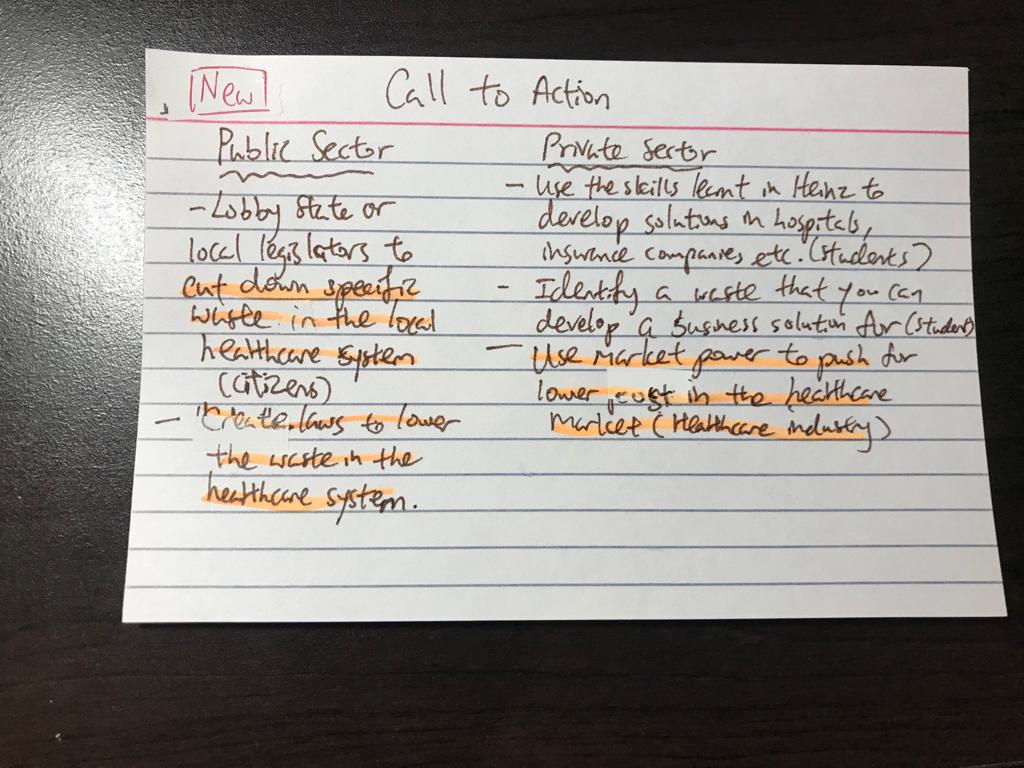 New
Call to Action
Public Sector
- Lobby state or
local legislators to
cut down specific
waste in the local
healthcare system
(citizens)
- Create laws to lower
the waste in the
healthcare system.
Private Sector
- Use the skills learnt in Heinz to
develop solutions in hospitals,
insurance companies, etc. (students)
- Identify a waste that you can
develop a business solution for (student)
- Use market power to push for
lower cost in the healthcare
market (Healthcare industry)